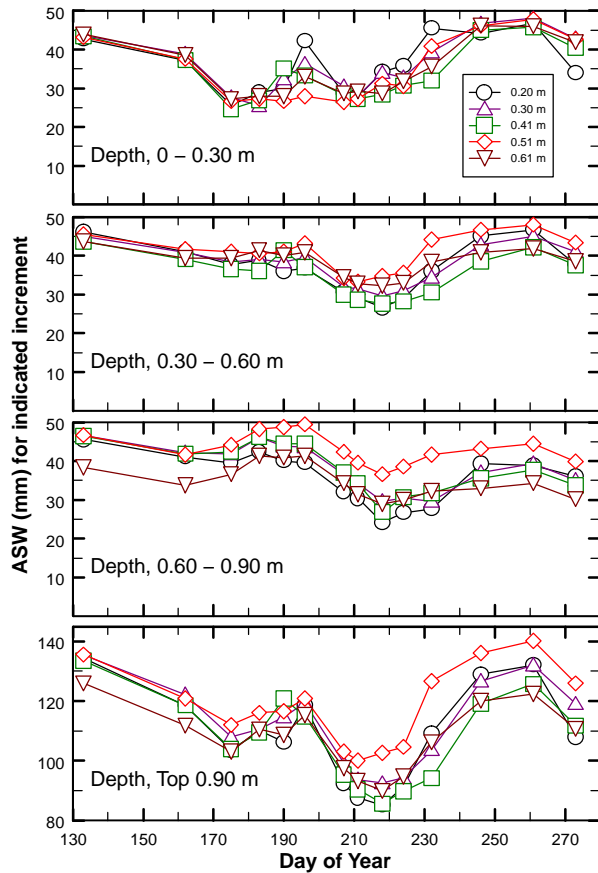 50
40
30
20
10
0.20 m
0.30 m
0.41 m
0.51 m
0.61 m
Depth, 0 – 0.30 m
50
40
30
20
10
Depth, 0.30 – 0.60 m
ASW (mm) for indicated increment
50
40
30
20
10
Depth, 0.60 – 0.90 m
140
120
100
80
Depth, Top 0.90 m
130 150 170 190 210 230 250 270
Day of Year